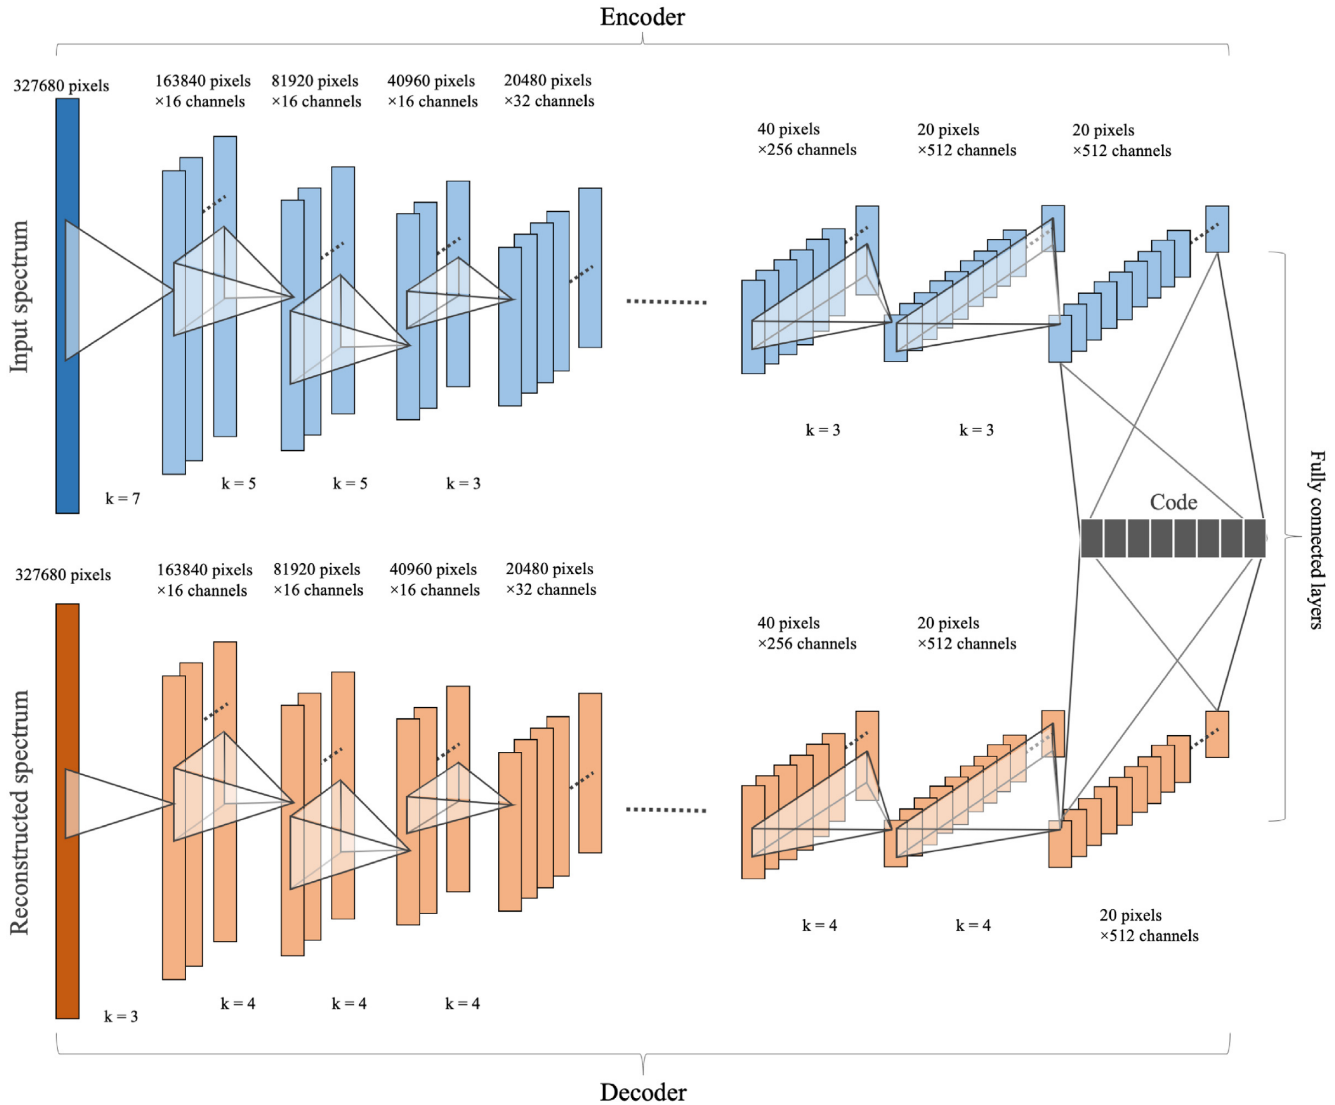 Encoder
327680 pixels
163840 pixels
×16 channels
81920 pixels
×16 channels
40960 pixels
×16 channels
20480 pixels
×32 channels
40 pixels
×256 channels
20 pixels
×512 channels
20 pixels
×512 channels
Input spectrum
k = 7
k = 5
k = 5
k = 3
k = 3
k = 3
Code
Fully connected layers
327680 pixels
163840 pixels
×16 channels
81920 pixels
×16 channels
40960 pixels
×16 channels
20480 pixels
×32 channels
40 pixels
×256 channels
20 pixels
×512 channels
Reconstructed spectrum
k = 3
k = 4
k = 4
k = 4
k = 4
k = 4
20 pixels
×512 channels
Decoder